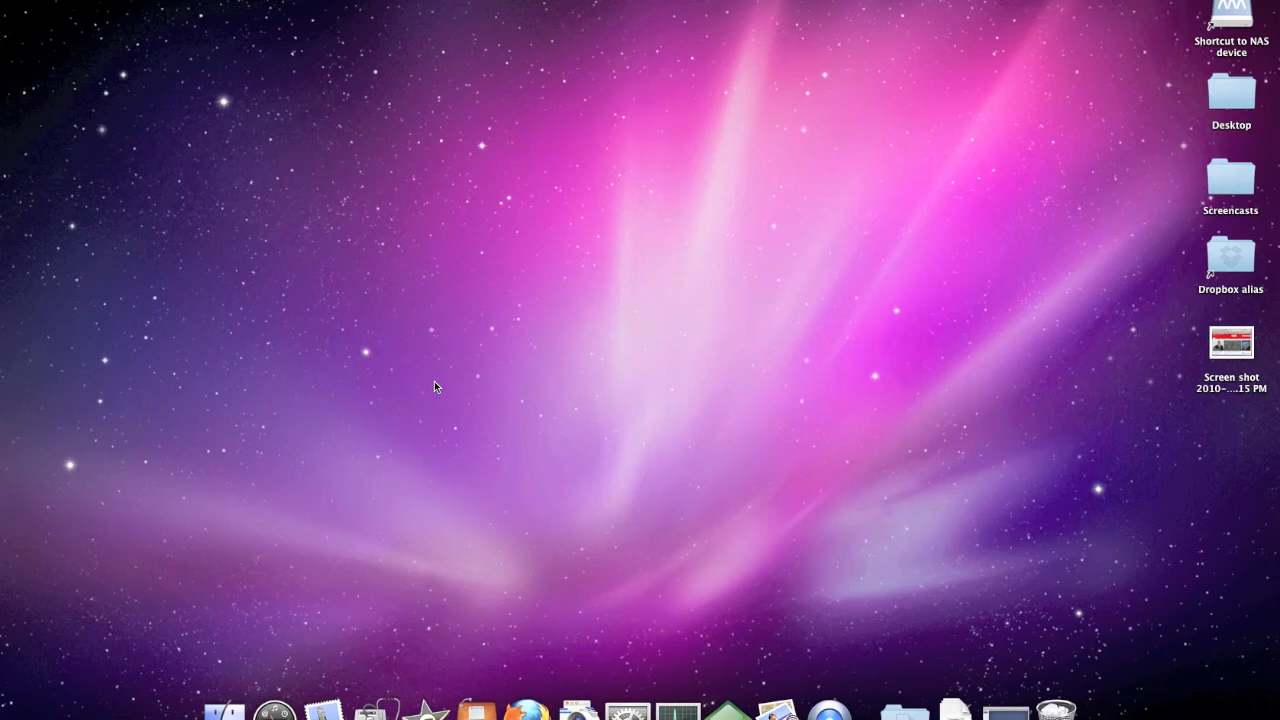 Shortcut to NAS
device
Desktop
Screencasts
Dropbox alias
Screen shot
2010-....15 PM